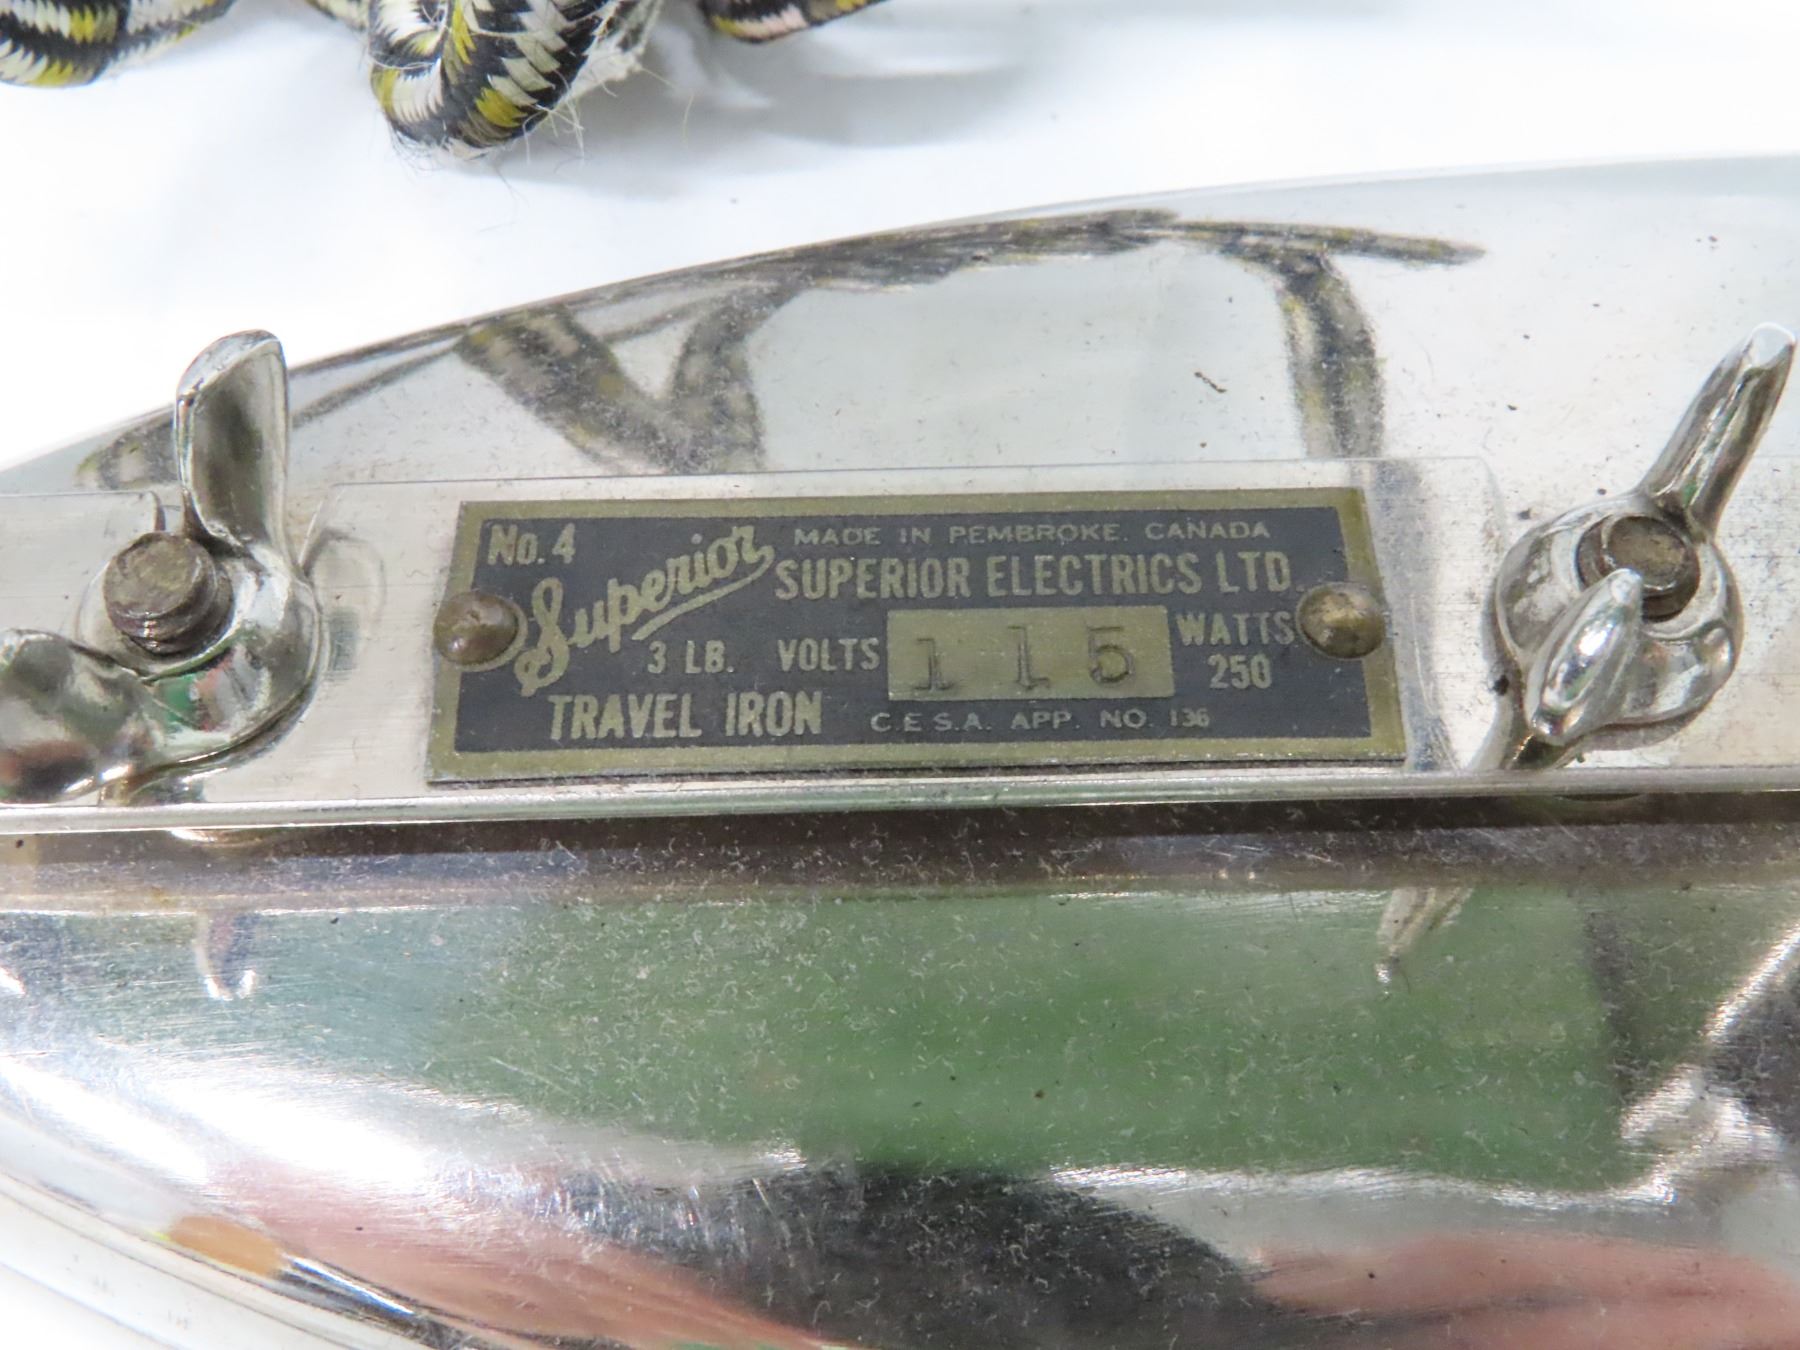 No. 4
Superior
MADE IN PEMBROKE. CANADA
SUPERIOR ELECTRICS LTD.
3 LB. VOLTS 115 WATTS 250
TRAVEL IRON
C.E.S.A. APP. NO. 136